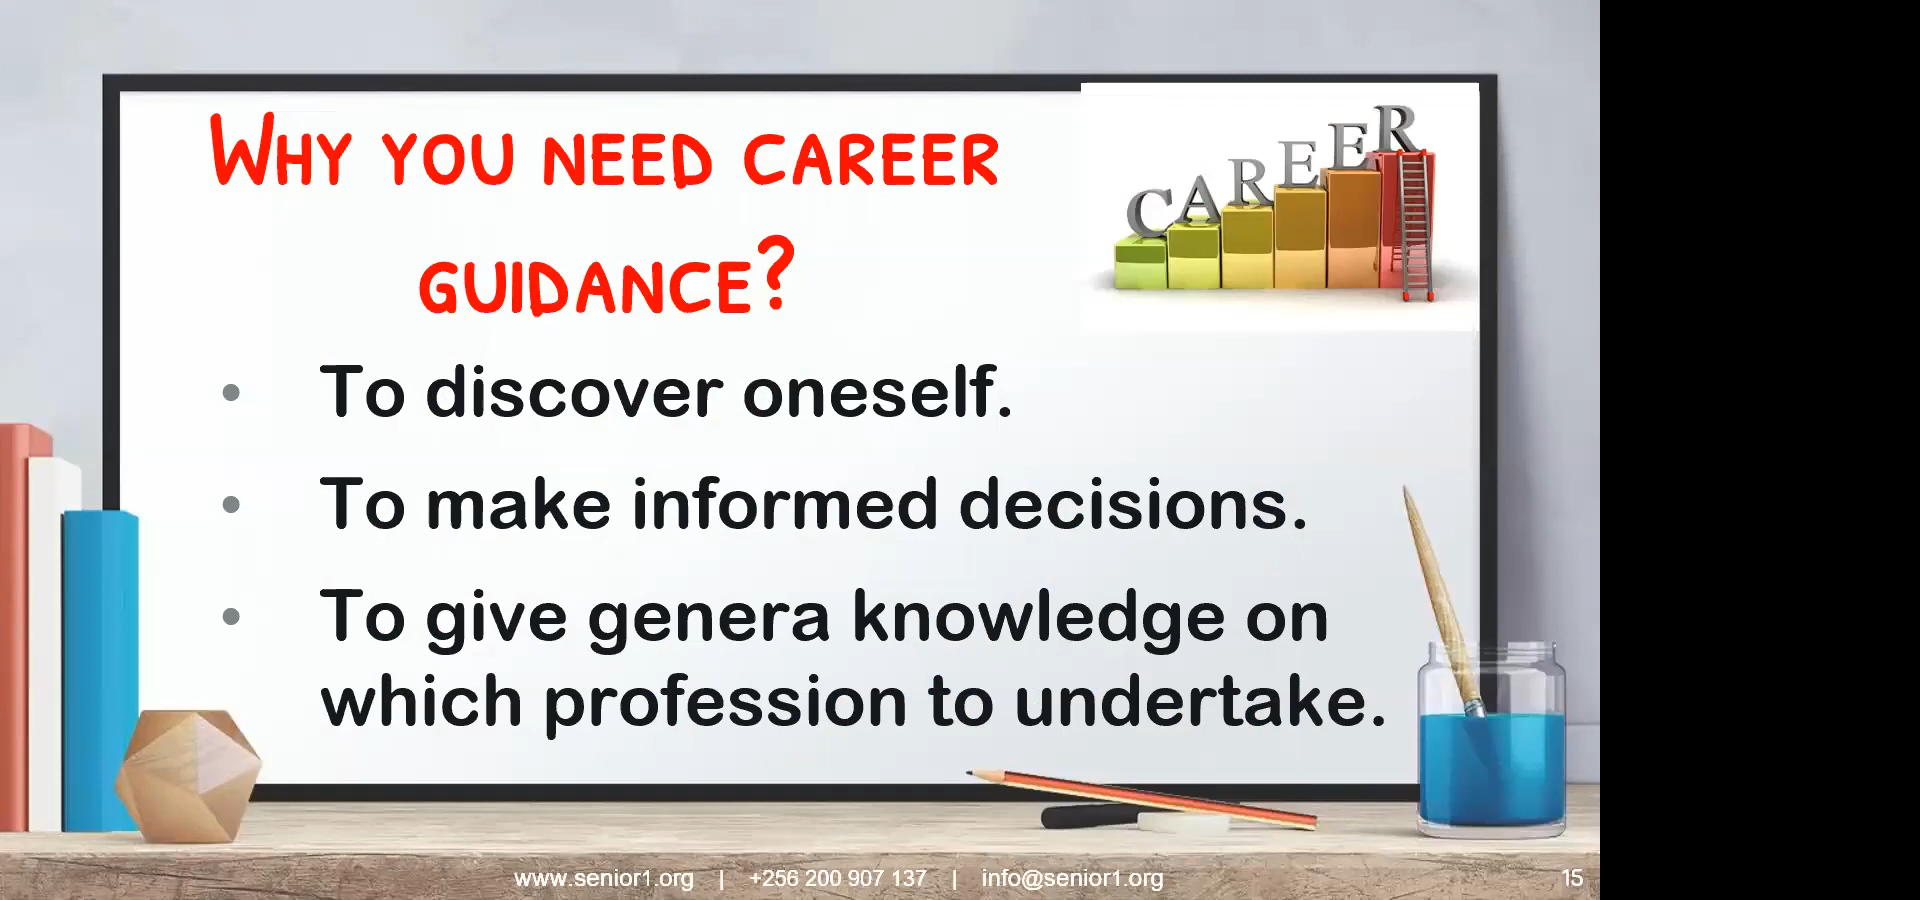 WHY YOU NEED CAREER
GUIDANCE?
CAREER
• To discover oneself.
• To make informed decisions.
• To give genera knowledge on
which profession to undertake.
www.senior1.org | +256 200 907 137 | info@senior1.org
15